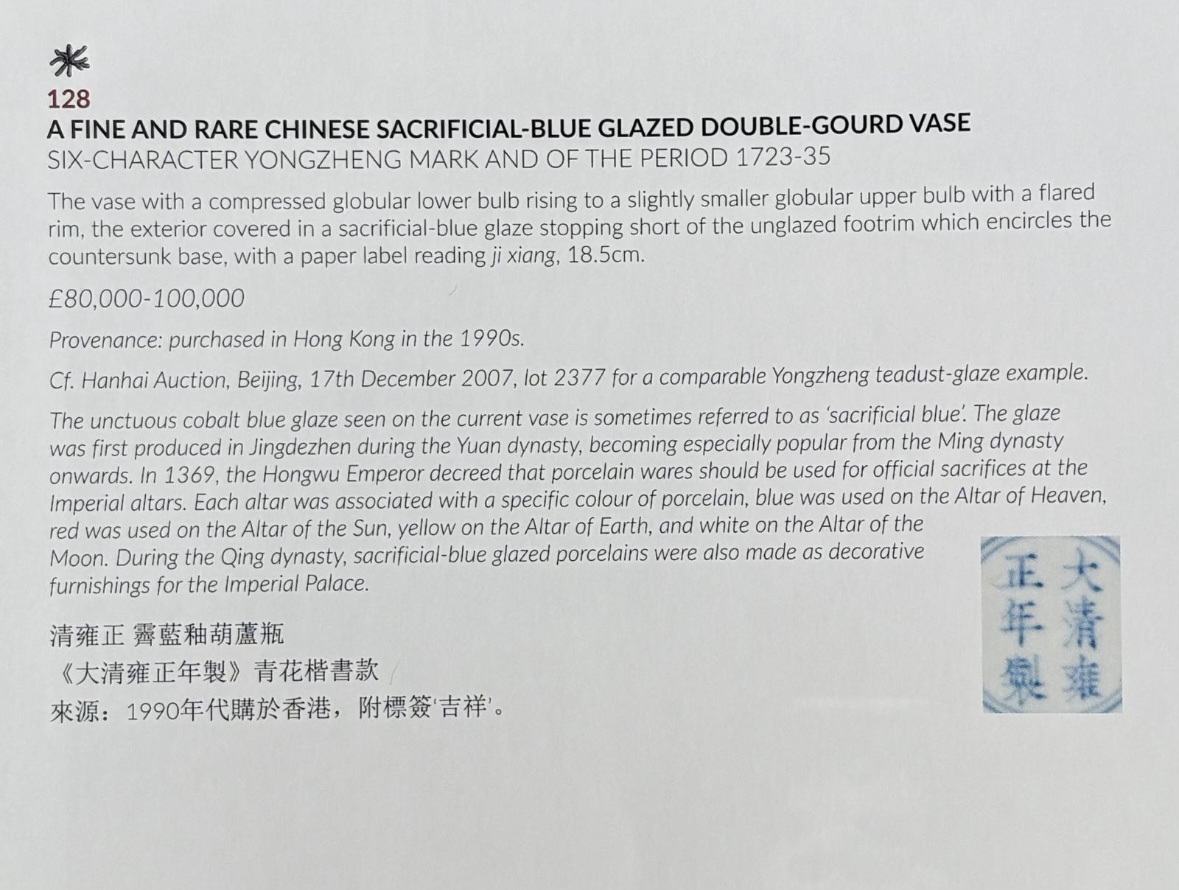 128
A FINE AND RARE CHINESE SACRIFICIAL-BLUE GLAZED DOUBLE-GOURD VASE
SIX-CHARACTER YONGZHENG MARK AND OF THE PERIOD 1723-35
The vase with a compressed globular lower bulb rising to a slightly smaller globular upper bulb with a flared
rim, the exterior covered in a sacrificial-blue glaze stopping short of the unglazed footrim which encircles the
countersunk base, with a paper label reading ji xiang, 18.5cm.
£80,000-100,000
Provenance: purchased in Hong Kong in the 1990s.
Cf. Hanhai Auction, Beijing, 17th December 2007, lot 2377 for a comparable Yongzheng teadust-glaze example.
The unctuous cobalt blue glaze seen on the current vase is sometimes referred to as ‘sacrificial blue’. The glaze
was first produced in Jingdezhen during the Yuan dynasty, becoming especially popular from the Ming dynasty
onwards. In 1369, the Hongwu Emperor decreed that porcelain wares should be used for official sacrifices at the
Imperial altars. Each altar was associated with a specific colour of porcelain, blue was used on the Altar of Heaven,
red was used on the Altar of the Sun, yellow on the Altar of Earth, and white on the Altar of the
Moon. During the Qing dynasty, sacrificial-blue glazed porcelains were also made as decorative
furnishings for the Imperial Palace.
清雍正 霽藍釉葫蘆瓶
《大清雍正年製》青花楷書款
來源：1990年代購於香港，附標簽‘吉祥’。
大清雍
正年製